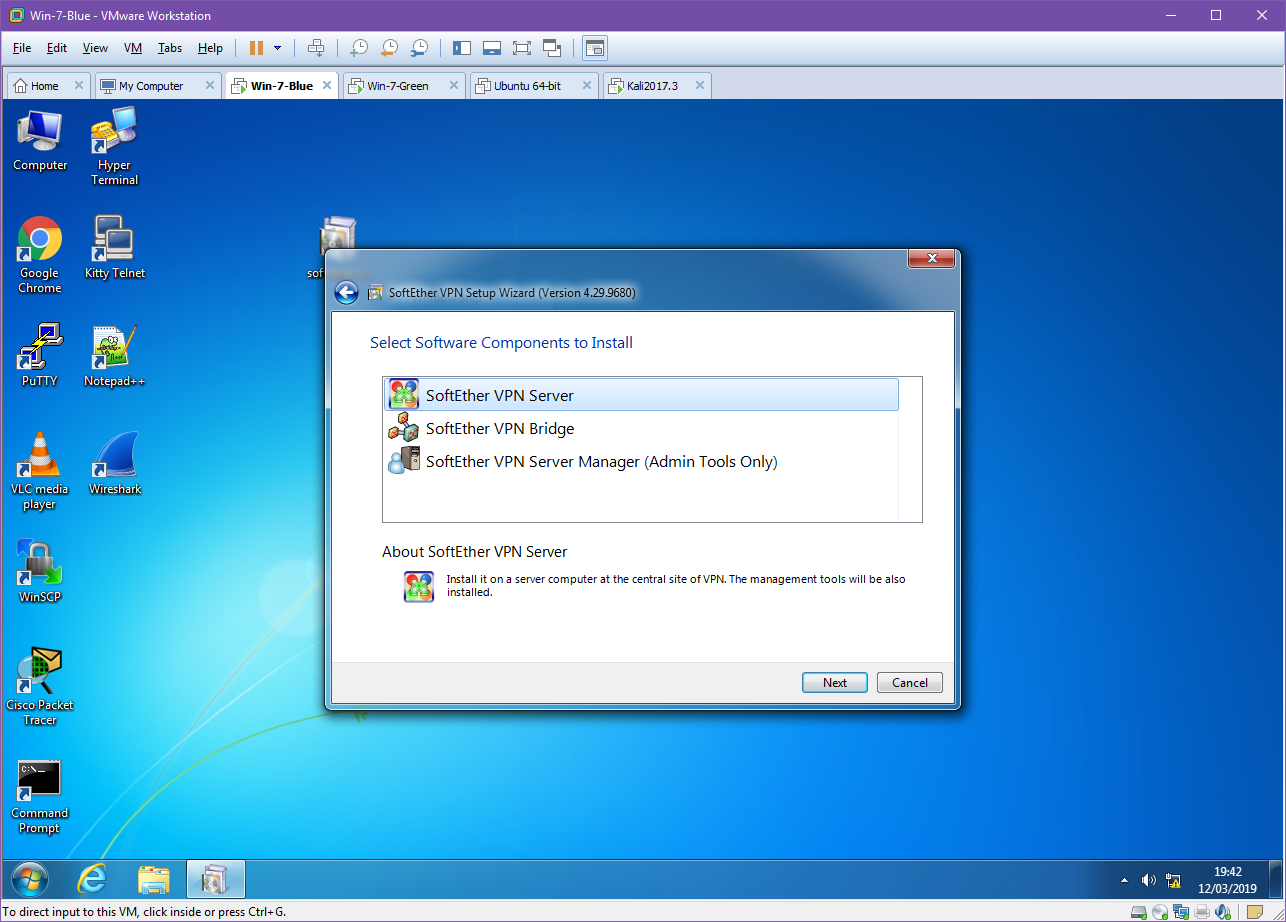 Win-7-Blue - VMware Workstation
File Edit View VM Tabs Help
Home My Computer Win-7-Blue Win-7-Green Ubuntu 64-bit Kali2017.3
Computer
Hyper
Terminal
Google
Chrome
Kitty Telnet
PuTTY
Notepad++
VLC media
player
Wireshark
WinSCP
Cisco Packet
Tracer
C:\_
Command
Prompt
SoftEther VPN Setup Wizard (Version 4.29.9680)
Select Software Components to Install
SoftEther VPN Server
SoftEther VPN Bridge
SoftEther VPN Server Manager (Admin Tools Only)
About SoftEther VPN Server
Install it on a server computer at the central site of VPN. The management tools will be also
installed.
Next Cancel
19:42
12/03/2019
To direct input to this VM, click inside or press Ctrl+G.